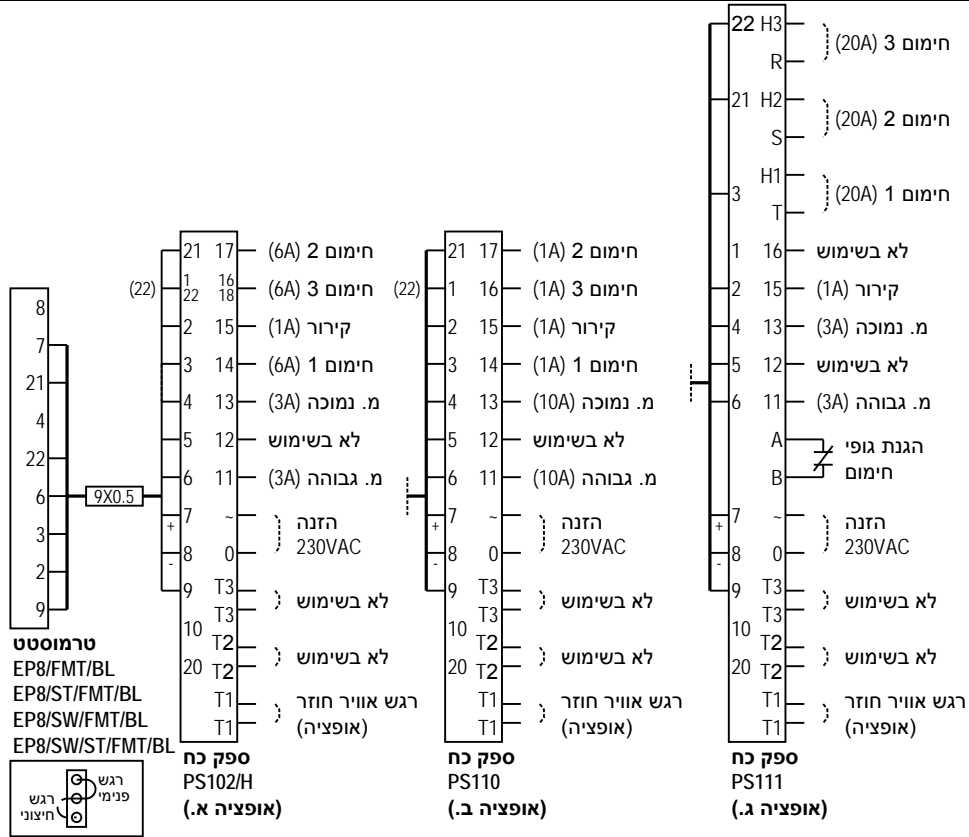 8
7
21
4
22
6
3
2
9
9X0.5
טרמוסטט
EP8/FMT/BL
EP8/ST/FMT/BL
EP8/SW/FMT/BL
EP8/SW/ST/FMT/BL
רגש פנימי
רגש חיצוני
(22)
21 17 חימום 2 (6A)
1 22 16 18 חימום 3 (6A)
2 15 קירור (1A)
3 14 חימום 1 (6A)
4 13 מ. נמוכה (3A)
5 12 לא בשימוש
6 11 מ. גבוהה (3A)
+ 7 ~ הזנה
- 8 0 230VAC
9 T3
T3 לא בשימוש
10 T2
20 T2 לא בשימוש
T1 רגש אוויר חוזר
T1 (אופציה)
ספק כח
PS102/H
(אופציה א.)
(22)
21 17 חימום 2 (1A)
1 16 חימום 3 (1A)
2 15 קירור (1A)
3 14 חימום 1 (1A)
4 13 מ. נמוכה (10A)
5 12 לא בשימוש
6 11 מ. גבוהה (10A)
+ 7 ~ הזנה
- 8 0 230VAC
9 T3
T3 לא בשימוש
10 T2
20 T2 לא בשימוש
T1 רגש אוויר חוזר
T1 (אופציה)
ספק כח
PS110
(אופציה ב.)
22 H3
R חימום 3 (20A)
21 H2
S חימום 2 (20A)
H1
3 T חימום 1 (20A)
1 16 לא בשימוש
2 15 קירור (1A)
4 13 מ. נמוכה (3A)
5 12 לא בשימוש
6 11 מ. גבוהה (3A)
A הגנת גופי
B חימום
+ 7 ~ הזנה
- 8 0 230VAC
9 T3
T3 לא בשימוש
10 T2
20 T2 לא בשימוש
T1 רגש אוויר חוזר
T1 (אופציה)
ספק כח
PS111
(אופציה ג.)